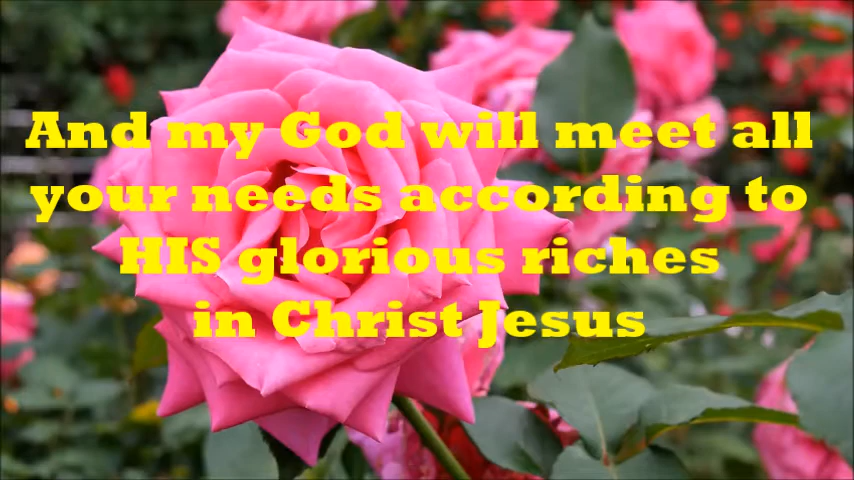 And my God will meet all
your needs according to
HIS glorious riches
in Christ Jesus